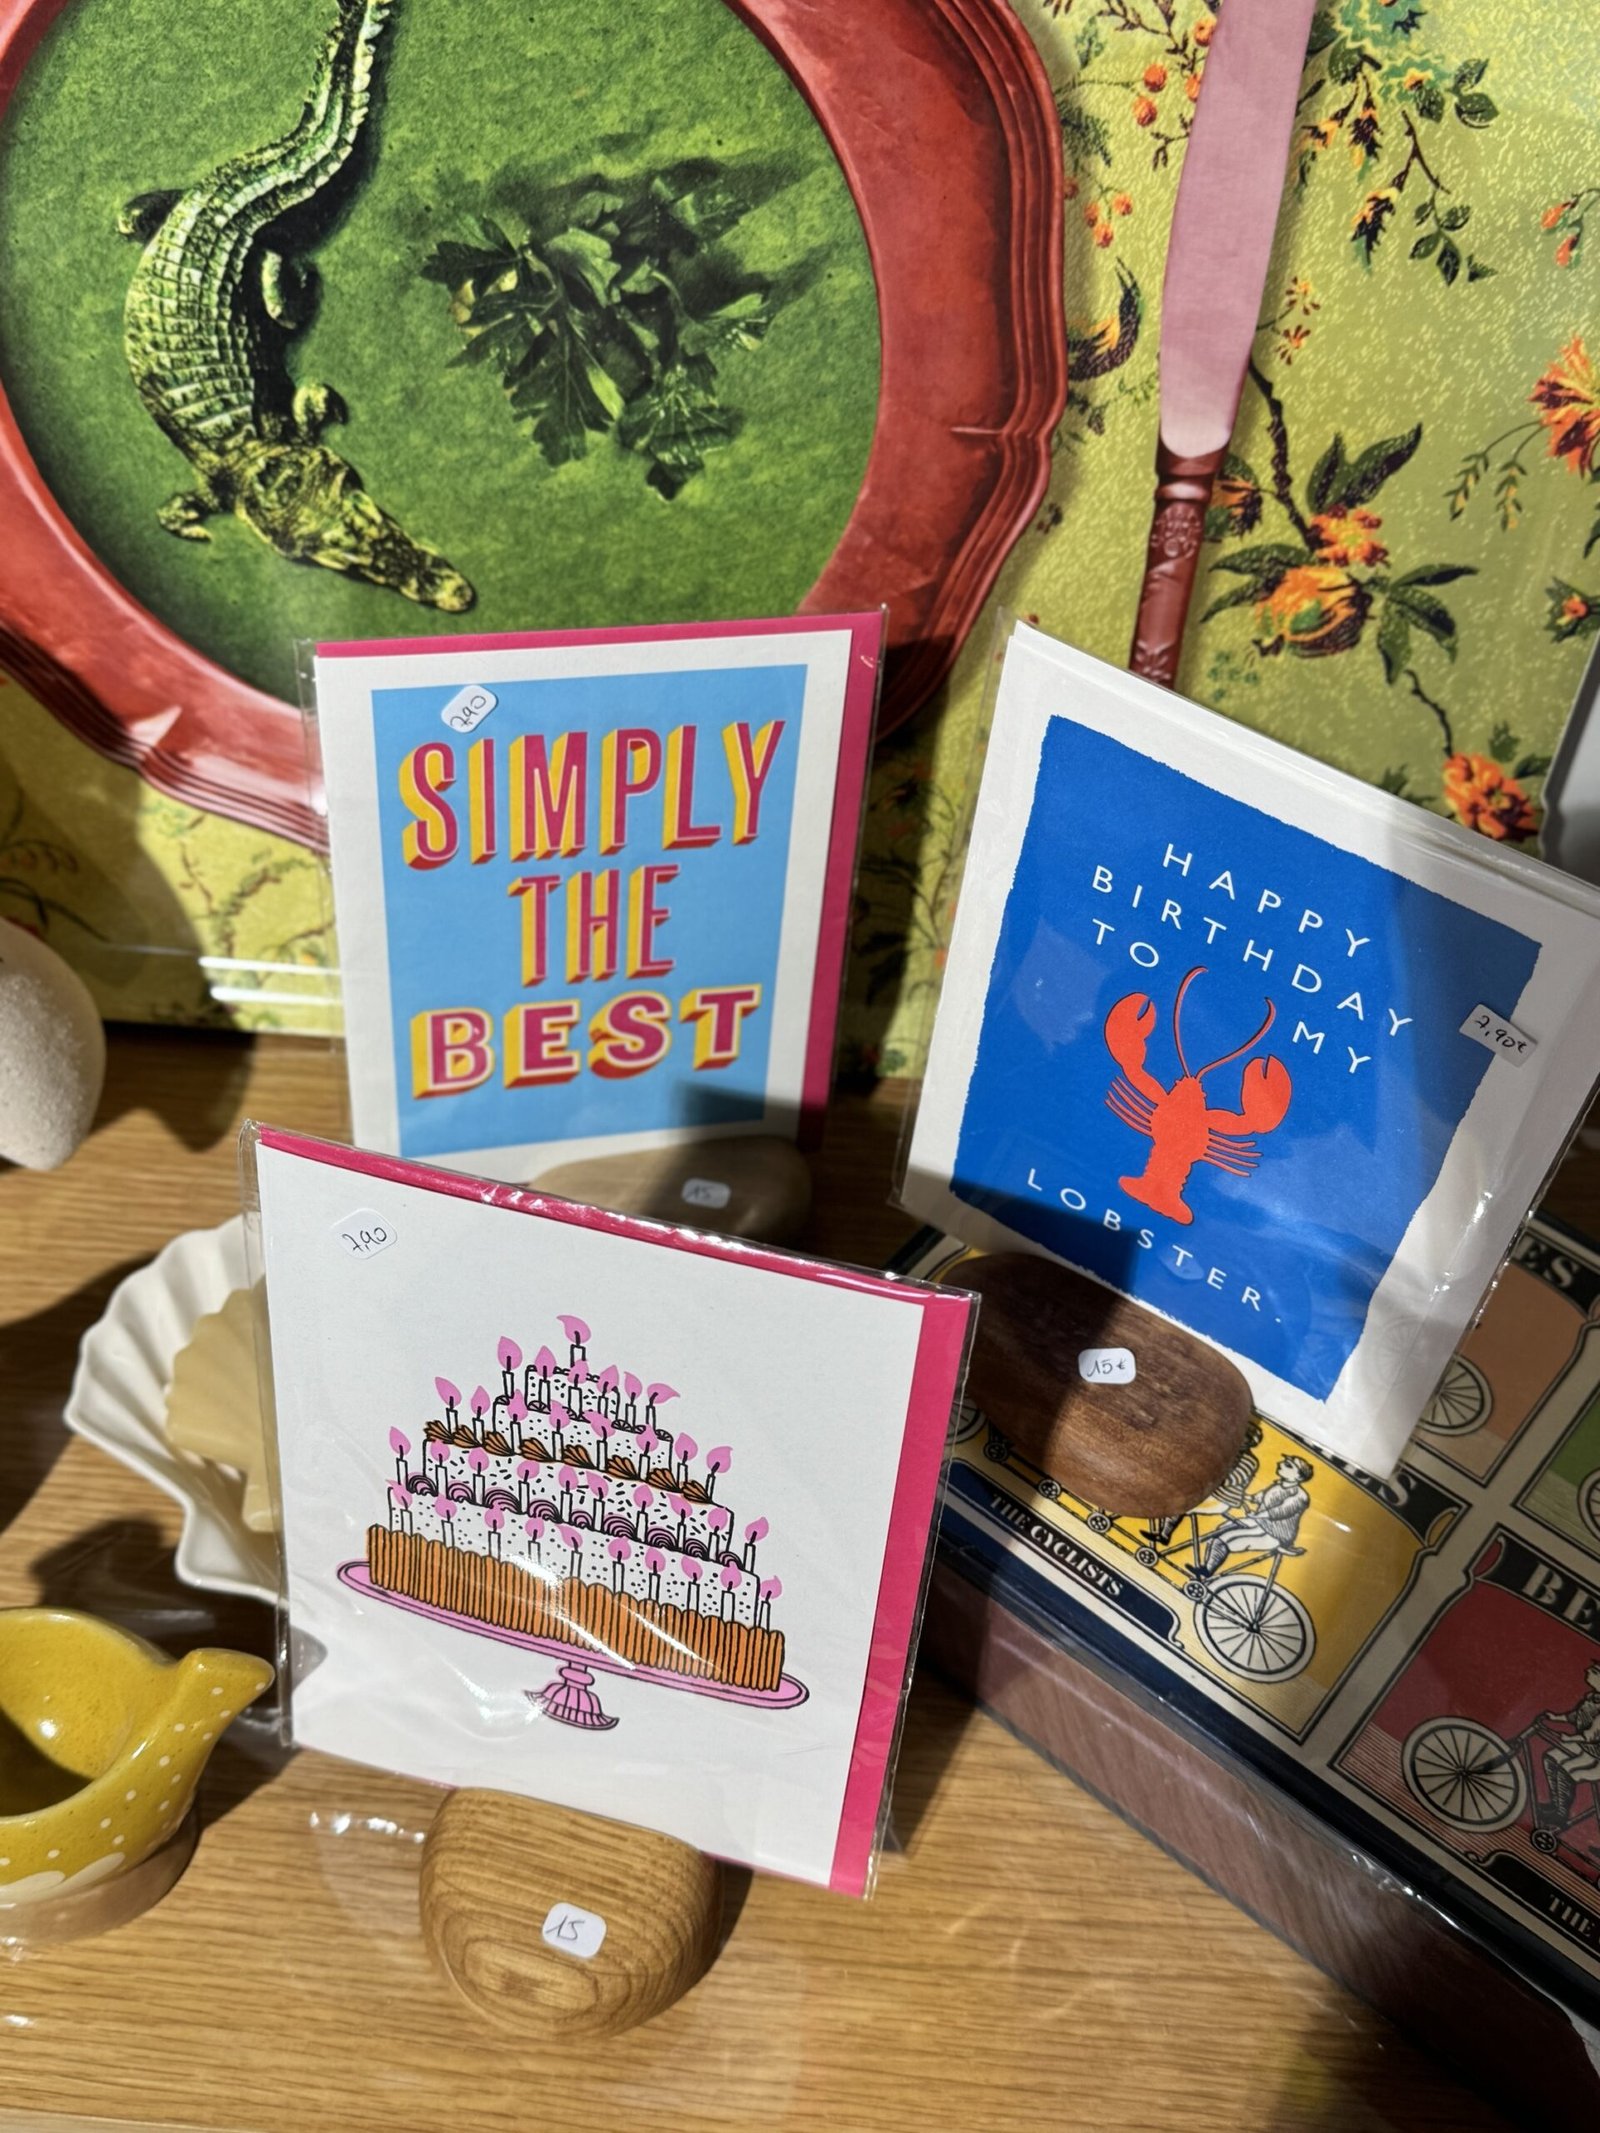 7,90
SIMPLY
THE
BEST
15
HAPPY
BIRTHDAY
TO MY
LOBSTER
7,90€
15€
7,90
15
THE CYCLISTS
THE